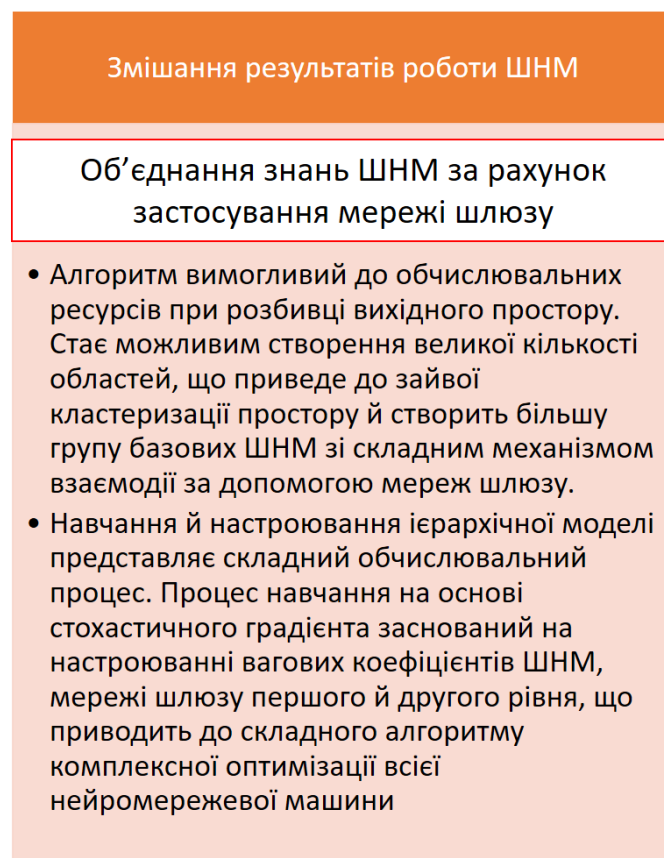 Змішання результатів роботи ШНМ
Об’єднання знань ШНМ за рахунок
застосування мережі шлюзу
• Алгоритм вимогливий до обчислювальних
ресурсів при розбивці вихідного простору.
Стає можливим створення великої кількості
областей, що приведе до зайвої
кластеризації простору й створить більшу
групу базових ШНМ зі складним механізмом
взаємодії за допомогою мереж шлюзу.
• Навчання й настроювання ієрархічної моделі
представляє складний обчислювальний
процес. Процес навчання на основі
стохастичного градієнта заснований на
настроюванні вагових коефіцієнтів ШНМ,
мережі шлюзу першого й другого рівня, що
приводить до складного алгоритму
комплексної оптимізації всієї
нейромережевої машини